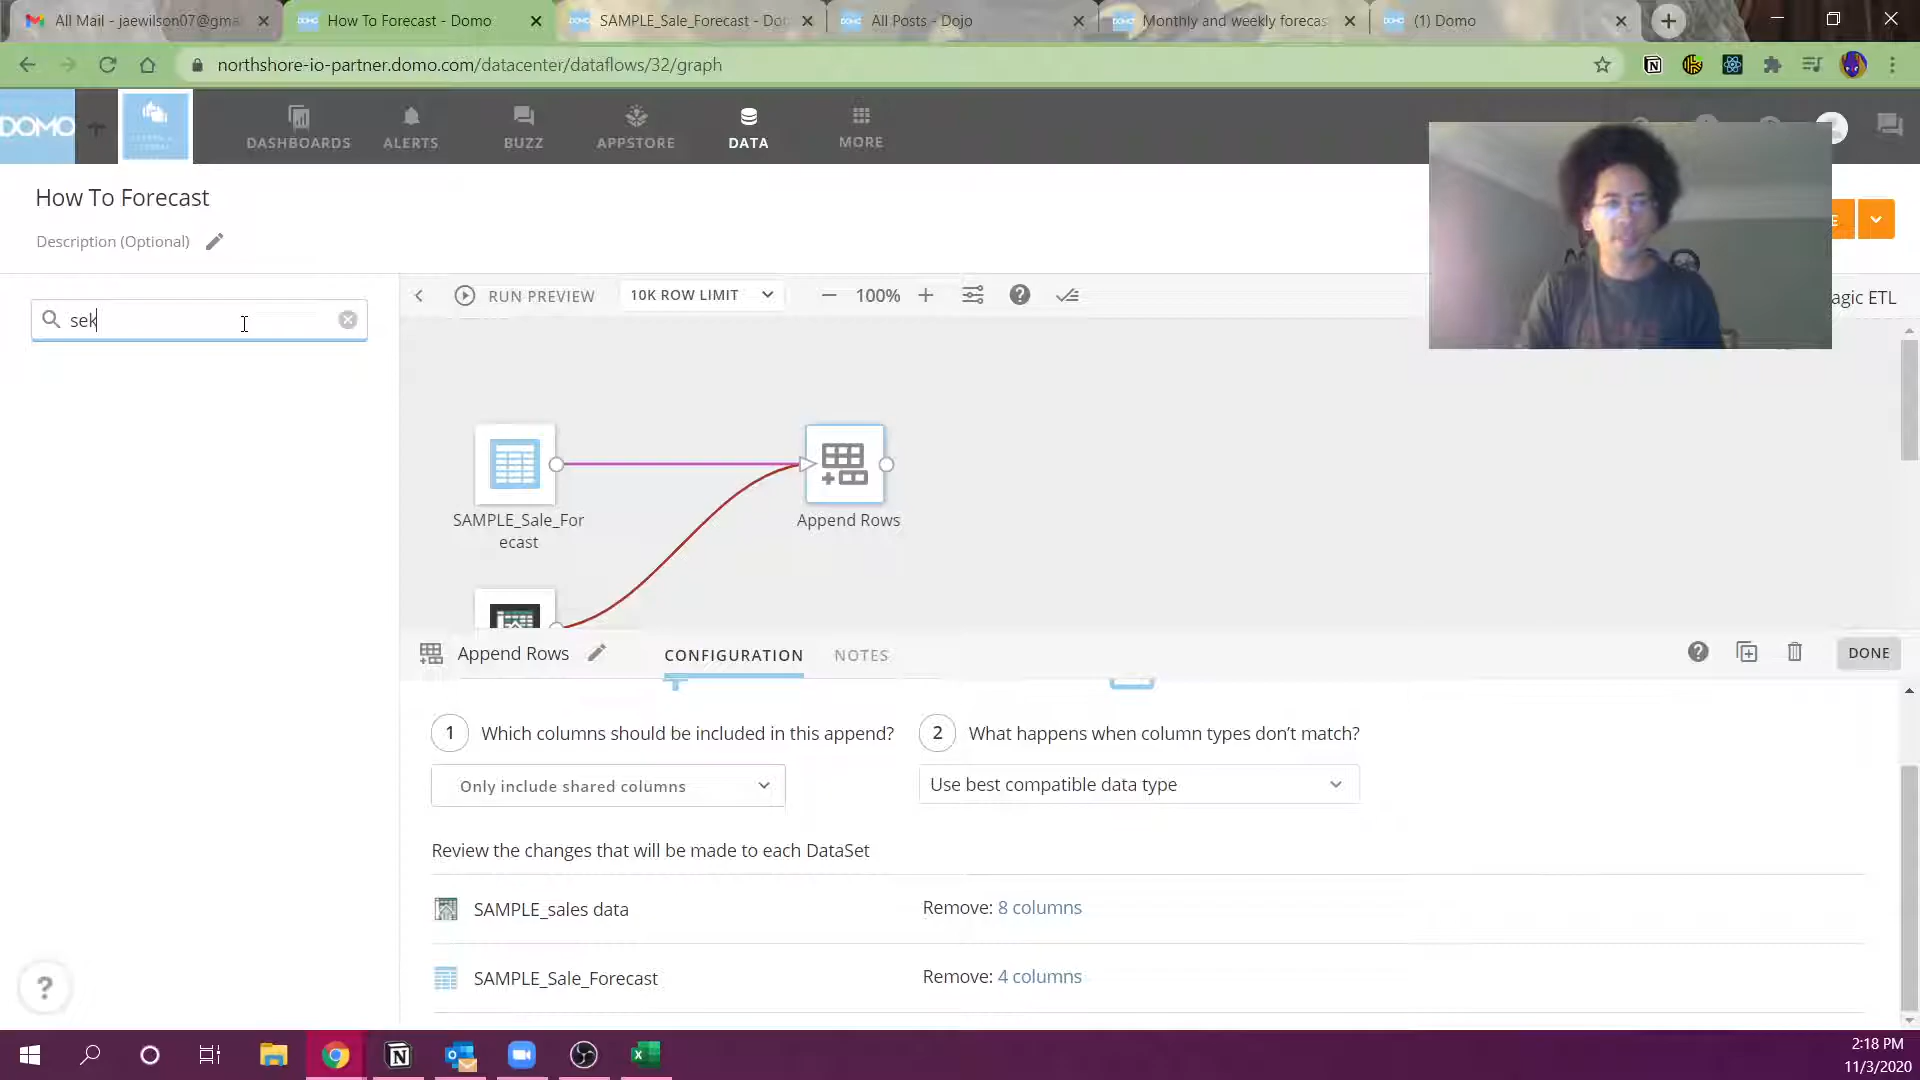 All Mail - jaewilson07@gma
How To Forecast - Domo
SAMPLE_Sale_Forecast - Do
All Posts - Dojo
Monthly and weekly forecas
(1) Domo
northshore-io-partner.domo.com/datacenter/dataflows/32/graph
DOMO
DASHBOARDS
ALERTS
BUZZ
APPSTORE
DATA
MORE
How To Forecast
Description (Optional)
E
sek
RUN PREVIEW
10K ROW LIMIT
100%
agic ETL
SAMPLE_Sale_For
ecast
Append Rows
Append Rows
CONFIGURATION
NOTES
DONE
1 Which columns should be included in this append?
2 What happens when column types don't match?
Only include shared columns
Use best compatible data type
Review the changes that will be made to each DataSet
SAMPLE_sales data
Remove: 8 columns
SAMPLE_Sale_Forecast
Remove: 4 columns
2:18 PM
11/3/2020